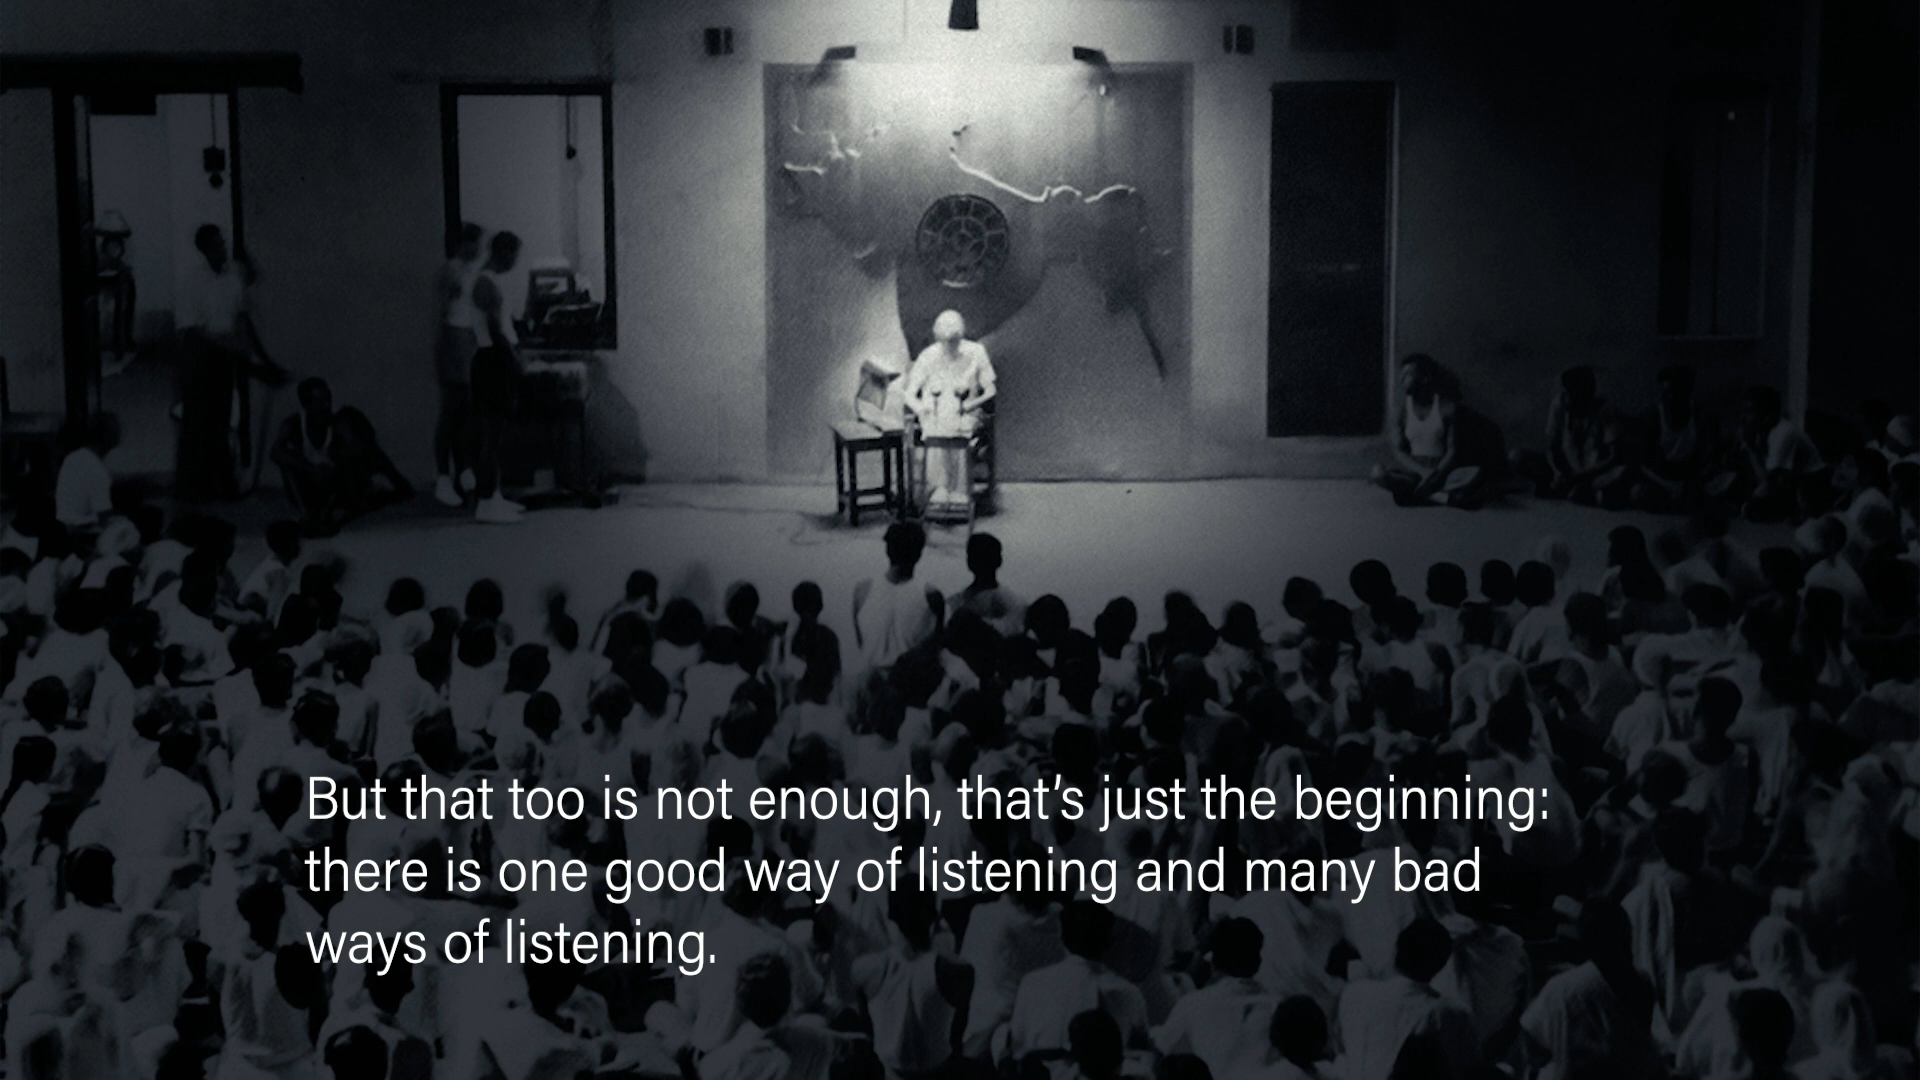 But that too is not enough, that’s just the beginning:
there is one good way of listening and many bad
ways of listening.